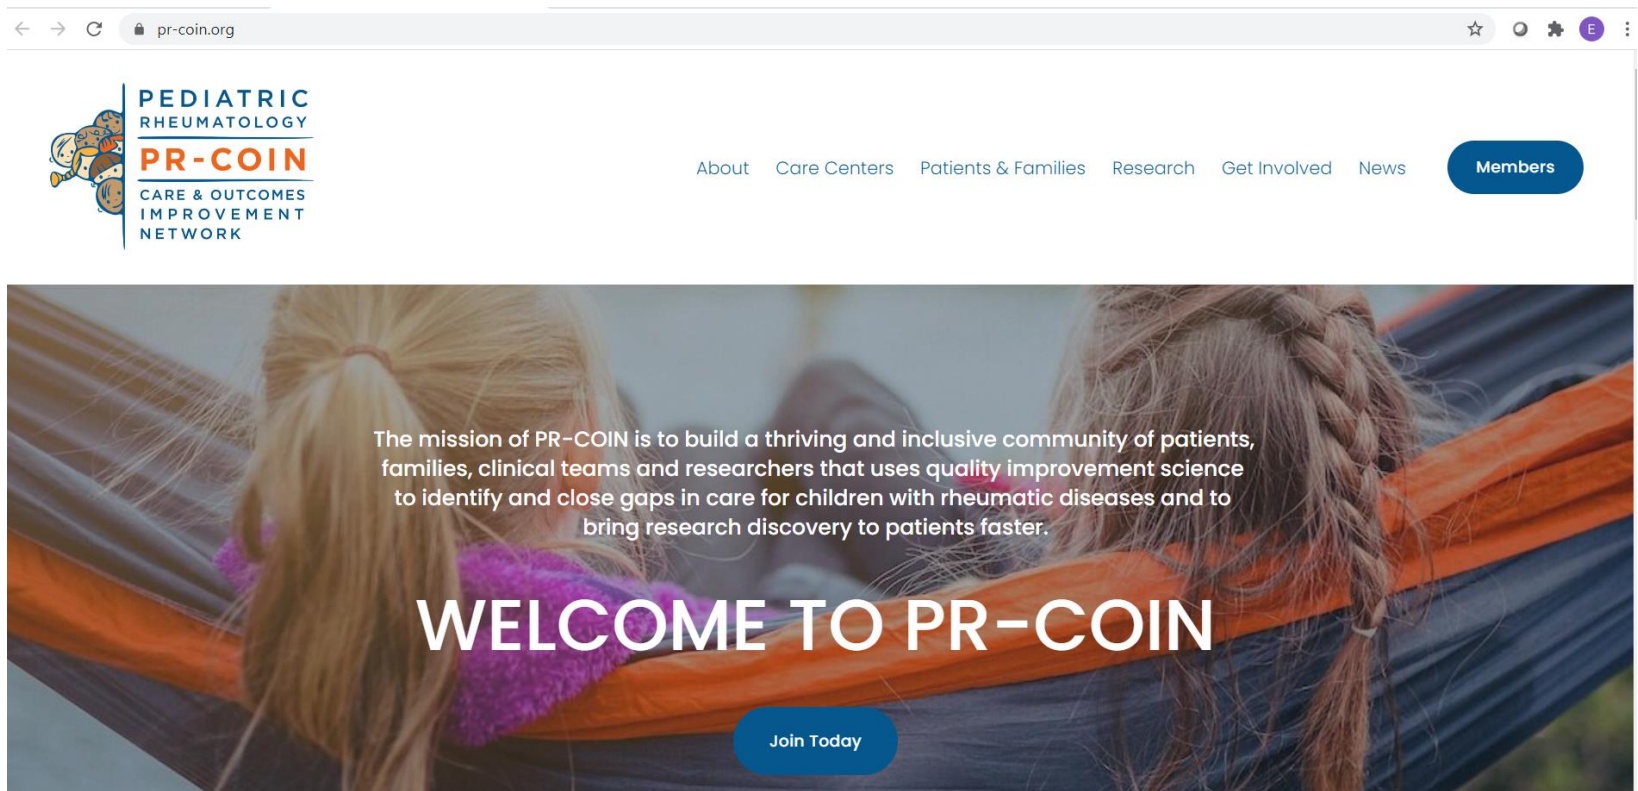 pr-coin.org
E
PEDIATRIC
RHEUMATOLOGY
PR-COIN
CARE & OUTCOMES
IMPROVEMENT
NETWORK
About Care Centers Patients & Families Research Get Involved News Members
The mission of PR-COIN is to build a thriving and inclusive community of patients,
families, clinical teams and researchers that uses quality improvement science
to identify and close gaps in care for children with rheumatic diseases and to
bring research discovery to patients faster.
WELCOME TO PR-COIN
Join Today